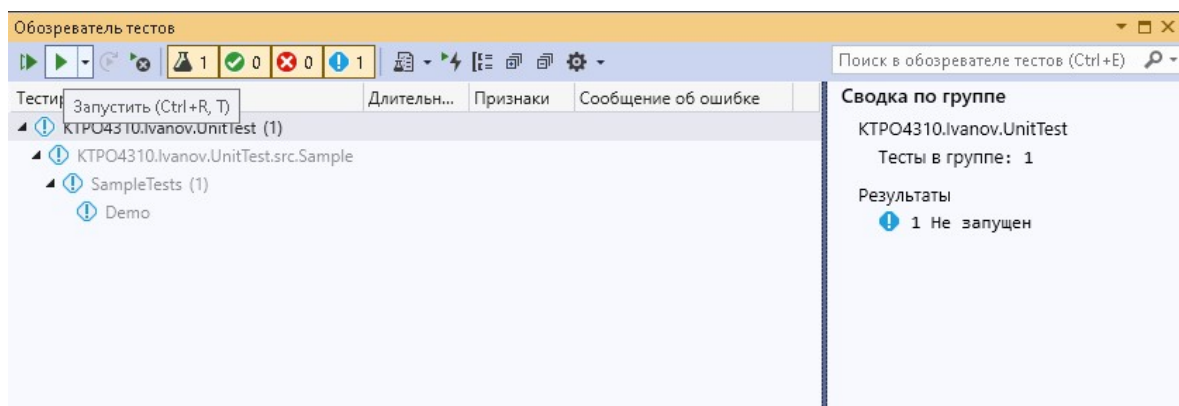 Обозреватель тестов
1 0 0 1
Поиск в обозревателе тестов (Ctrl+E)
Длительн... Признаки Сообщение об ошибке
Запустить (Ctrl+R, T)
KTPO4310.Ivanov.UnitTest (1)
KTPO4310.Ivanov.UnitTest.src.Sample
SampleTests (1)
Demo
Сводка по группе
KTPO4310.Ivanov.UnitTest
Тесты в группе: 1
Результаты
1 Не запущен